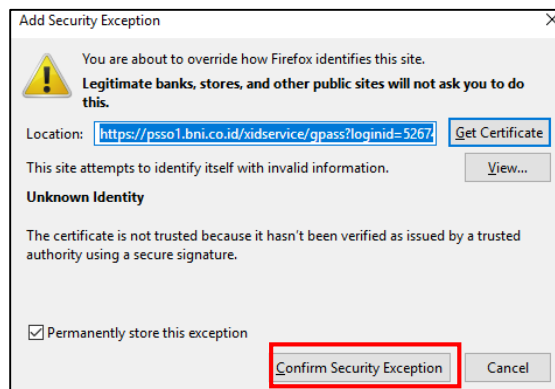 Add Security Exception
You are about to override how Firefox identifies this site.
Legitimate banks, stores, and other public sites will not ask you to do
this.
Location: https://psso1.bni.co.id/xidservice/gpass?loginid=52674 Get Certificate
This site attempts to identify itself with invalid information. View...
Unknown Identity
The certificate is not trusted because it hasn't been verified as issued by a trusted
authority using a secure signature.
Permanently store this exception
Confirm Security Exception Cancel